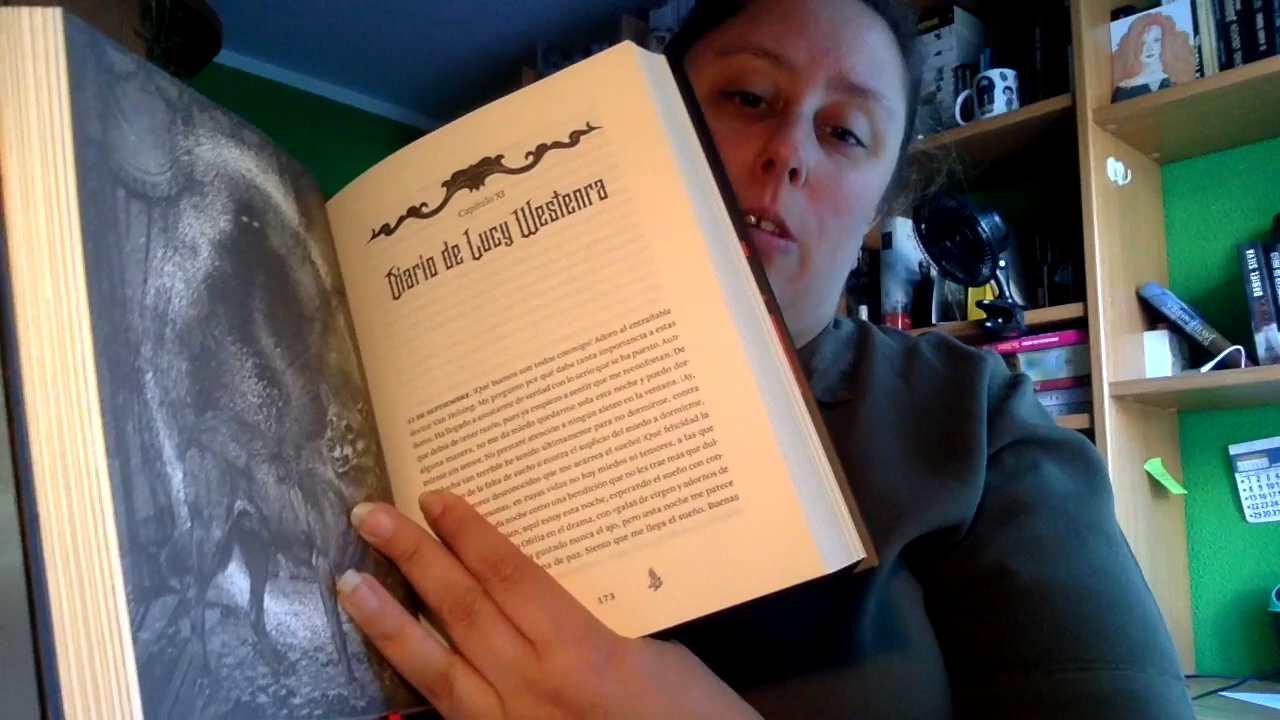 Capítulo XI
Diario de Lucy Westenra
12 DE SEPTIEMBRE. ¡Qué buenos son todos conmigo! Adoro al entrañable
doctor Van Helsing. Me pregunto por qué daba tanta importancia a estas
flores. Ha llegado a asustarme de verdad con lo serio que se ha puesto. Aun-
que debía de tener razón, pues ya empiezo a sentir que me reconfortan. De
alguna manera, no me da miedo quedarme sola esta noche y puedo dor-
mirme sin temor. No prestaré atención a ningún aleteo en la ventana. ¡Ay,
lucha tan terrible he tenido últimamente para no dormirme, contra
de la falta de sueño o contra el suplicio del miedo a dormirme,
desconocidos que me acarrea el sueño! ¡Qué felicidad la
personas, en cuyas vidas no hay miedos ni temores, a las que
noche como una bendición que no les trae más que dul-
aquí estoy esta noche, esperando el sueño con con-
Ofelia en el drama, con «galas de virgen y adornos de
gustado nunca el ajo, pero ¡esta noche me parece
de paz. Siento que me llega el sueño. Buenas
173